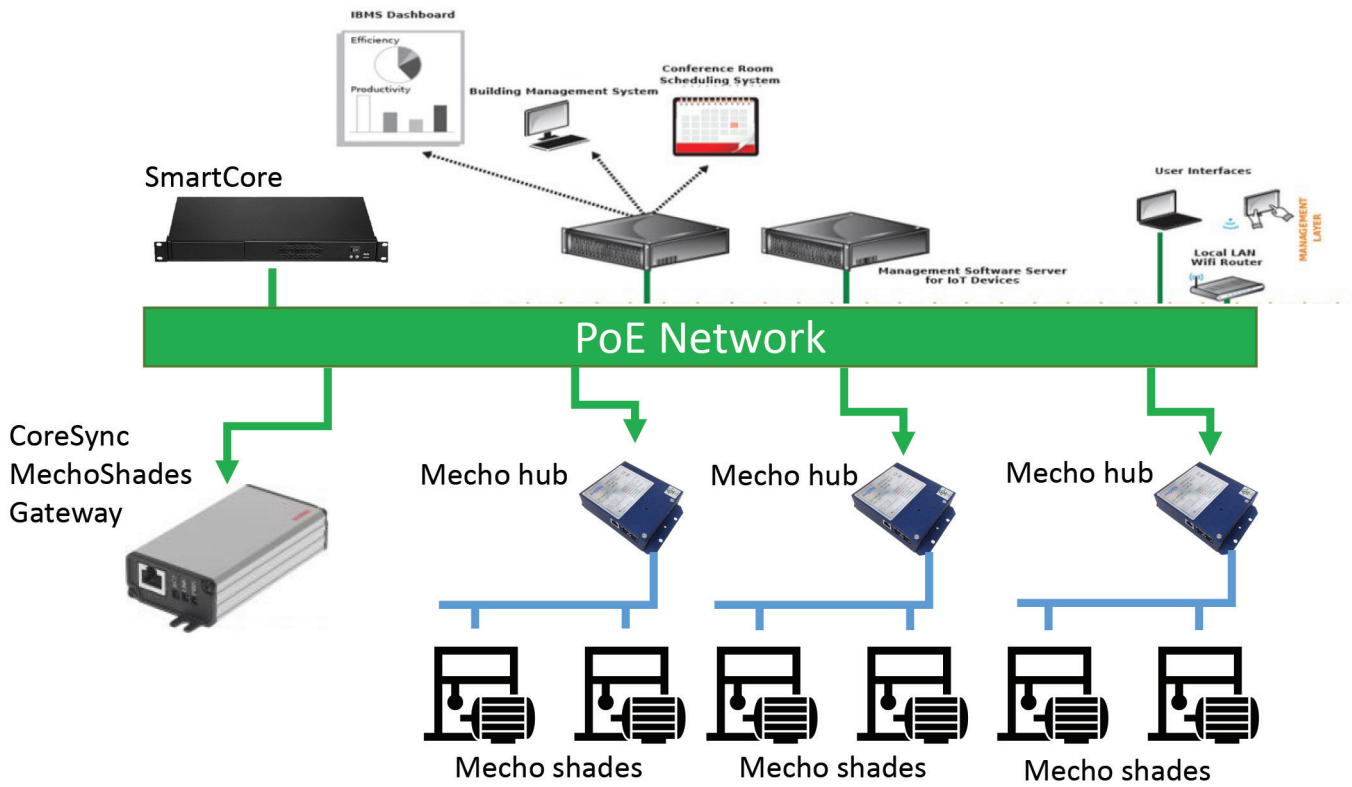 IBMS Dashboard
Efficiency
Productivity
Building Management System
Conference Room
Scheduling System
SmartCore
User Interfaces
MANAGEMENT
LAYER
Local LAN
Wifi Router
Management Software Server
for IoT Devices
PoE Network
CoreSync
MechoShades
Gateway
Mecho hub
Mecho hub
Mecho hub
Mecho shades
Mecho shades
Mecho shades